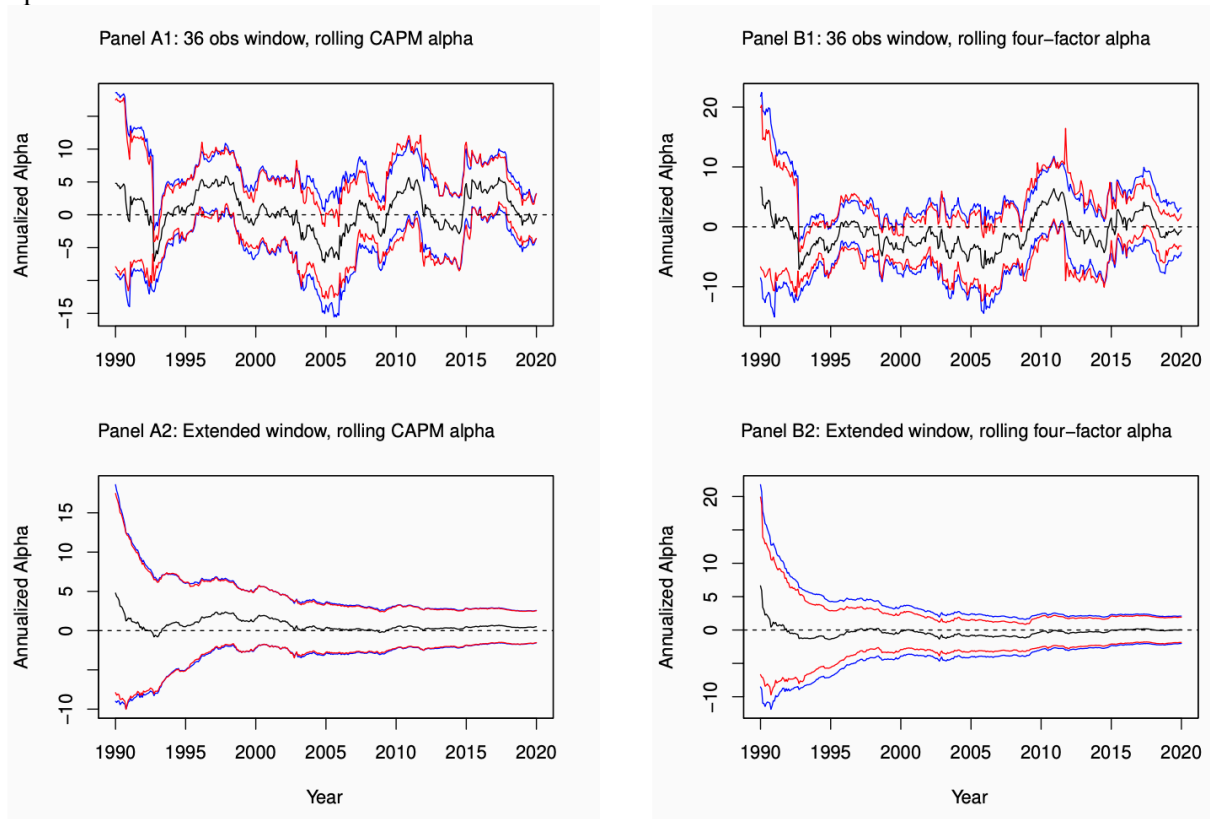 Panel A1: 36 obs window, rolling CAPM alpha
Annualized Alpha
10
5
0
−5
−15
1990 1995 2000 2005 2010 2015 2020
Panel B1: 36 obs window, rolling four−factor alpha
Annualized Alpha
20
10
0
−10
1990 1995 2000 2005 2010 2015 2020
Panel A2: Extended window, rolling CAPM alpha
Annualized Alpha
15
10
5
0
−10
1990 1995 2000 2005 2010 2015 2020
Year
Panel B2: Extended window, rolling four−factor alpha
Annualized Alpha
20
10
5
0
−10
1990 1995 2000 2005 2010 2015 2020
Year